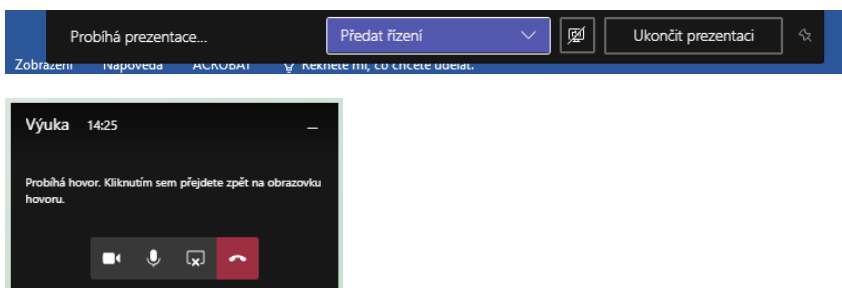 Probíhá prezentace...
Předat řízení
Ukončit prezentaci
Zobrazení Nápověda ACROBAT Řekněte mi, co chcete udělat.
Výuka 14:25
Probíhá hovor. Kliknutím sem přejdete zpět na obrazovku
hovoru.